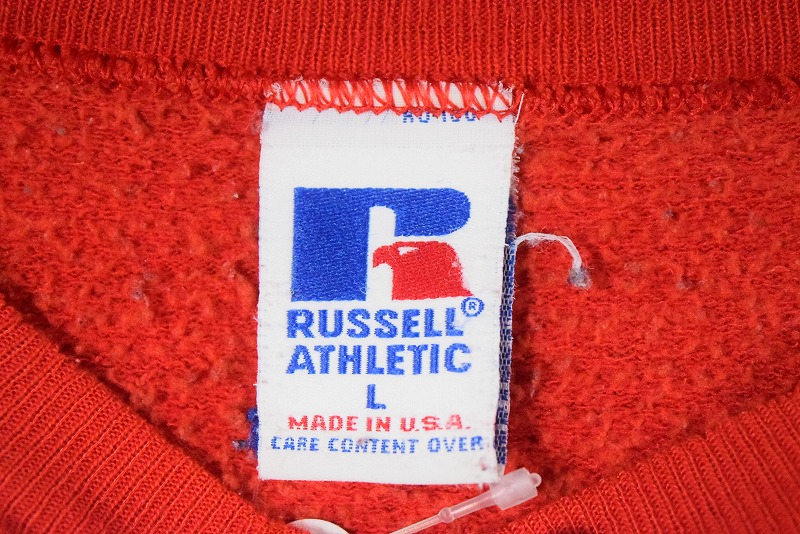 RUSSELL®
ATHLETIC
L
MADE IN U.S.A.
CARE CONTENT OVER